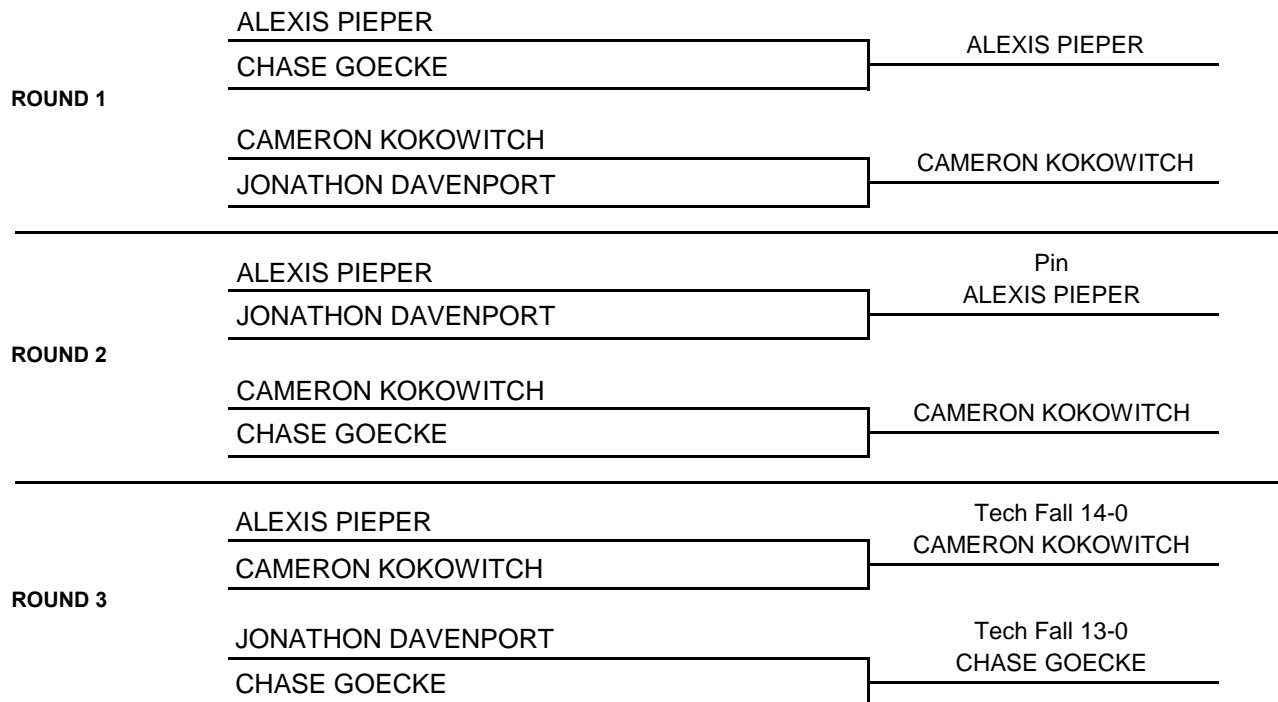 ALEXIS PIEPER
ALEXIS PIEPER
CHASE GOECKE
ROUND 1
CAMERON KOKOWITCH
CAMERON KOKOWITCH
JONATHON DAVENPORT
Pin
ALEXIS PIEPER
ALEXIS PIEPER
JONATHON DAVENPORT
ROUND 2
CAMERON KOKOWITCH
CAMERON KOKOWITCH
CHASE GOECKE
Tech Fall 14-0
ALEXIS PIEPER
CAMERON KOKOWITCH
CAMERON KOKOWITCH
ROUND 3
Tech Fall 13-0
JONATHON DAVENPORT
CHASE GOECKE
CHASE GOECKE